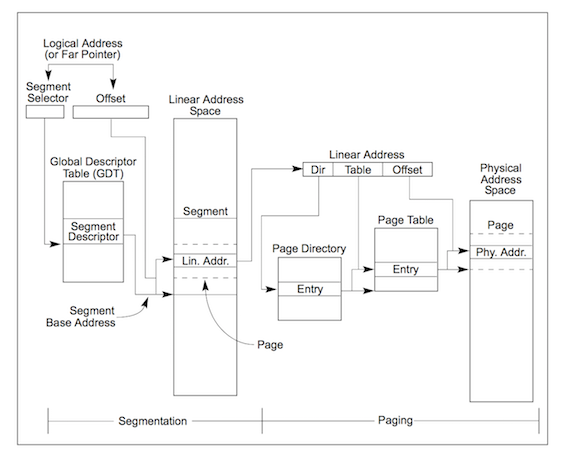 Logical Address
(or Far Pointer)
Segment
Selector
Offset
Linear Address
Space
Global Descriptor
Table (GDT)
Segment
Descriptor
Segment
Lin. Addr.
Segment
Base Address
Page
Linear Address
Dir
Table
Offset
Physical
Address
Space
Page Table
Page
Page Directory
Phy. Addr.
Entry
Entry
Segmentation
Paging